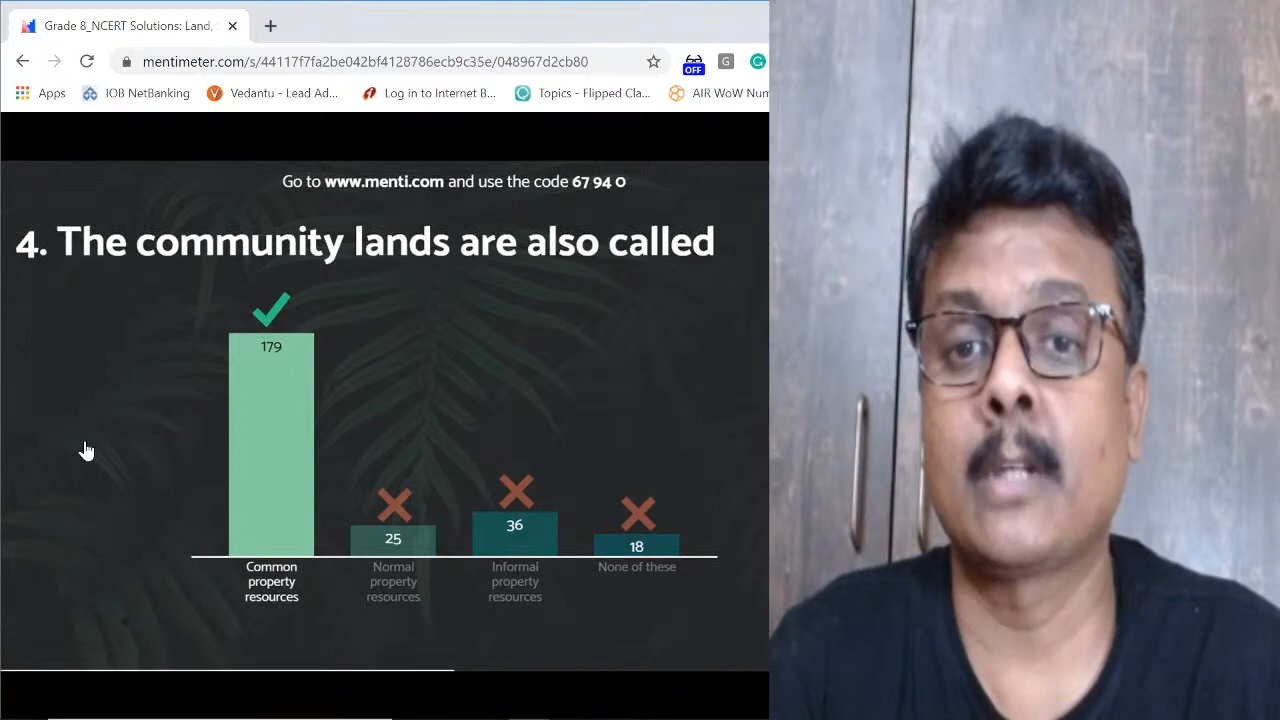 Grade 8_NCERT Solutions: Land,
mentimeter.com/s/44117f7fa2be042bf412876ecb9c35e/048967d2cb80
OFF
G
G
Apps
IOB NetBanking
Vedantu - Lead Ad...
Log in to Internet B...
Topics - Flipped Cla...
AIR WoW Num
Go to www.menti.com and use the code 67 94 0
4. The community lands are also called
179
25
36
18
Common
property
resources
Normal
property
resources
Informal
property
resources
None of these